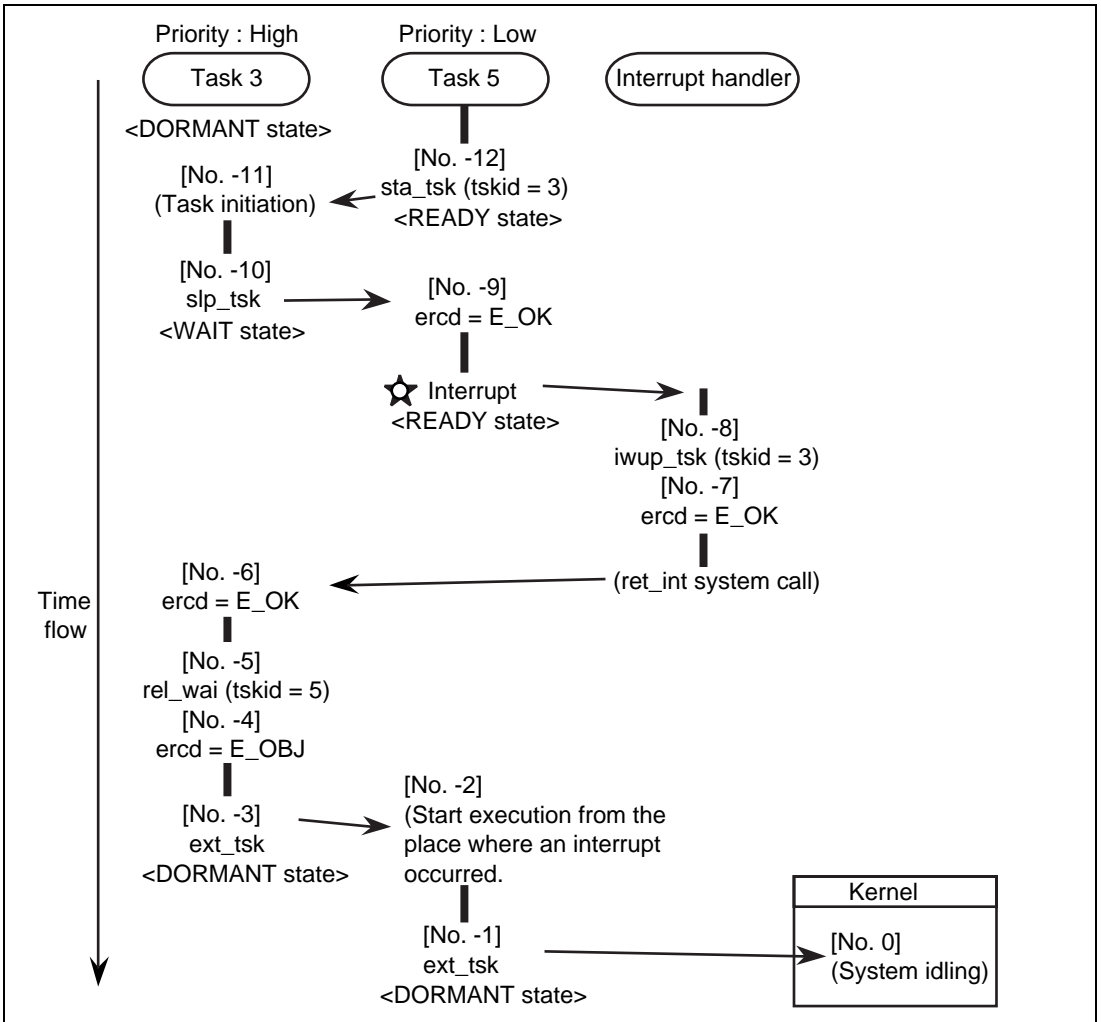 Priority : High
Priority : Low
Task 3
Task 5
Interrupt handler
<DORMANT state>
[No. -12]
sta_tsk (tskid = 3)
<READY state>
[No. -11]
(Task initiation)
[No. -10]
slp_tsk
<WAIT state>
[No. -9]
ercd = E_OK
Interrupt
<READY state>
[No. -8]
iwup_tsk (tskid = 3)
[No. -7]
ercd = E_OK
(ret_int system call)
[No. -6]
ercd = E_OK
Time
flow
[No. -5]
rel_wai (tskid = 5)
[No. -4]
ercd = E_OBJ
[No. -3]
ext_tsk
<DORMANT state>
[No. -2]
(Start execution from the
place where an interrupt
occurred.
[No. -1]
ext_tsk
<DORMANT state>
Kernel
[No. 0]
(System idling)